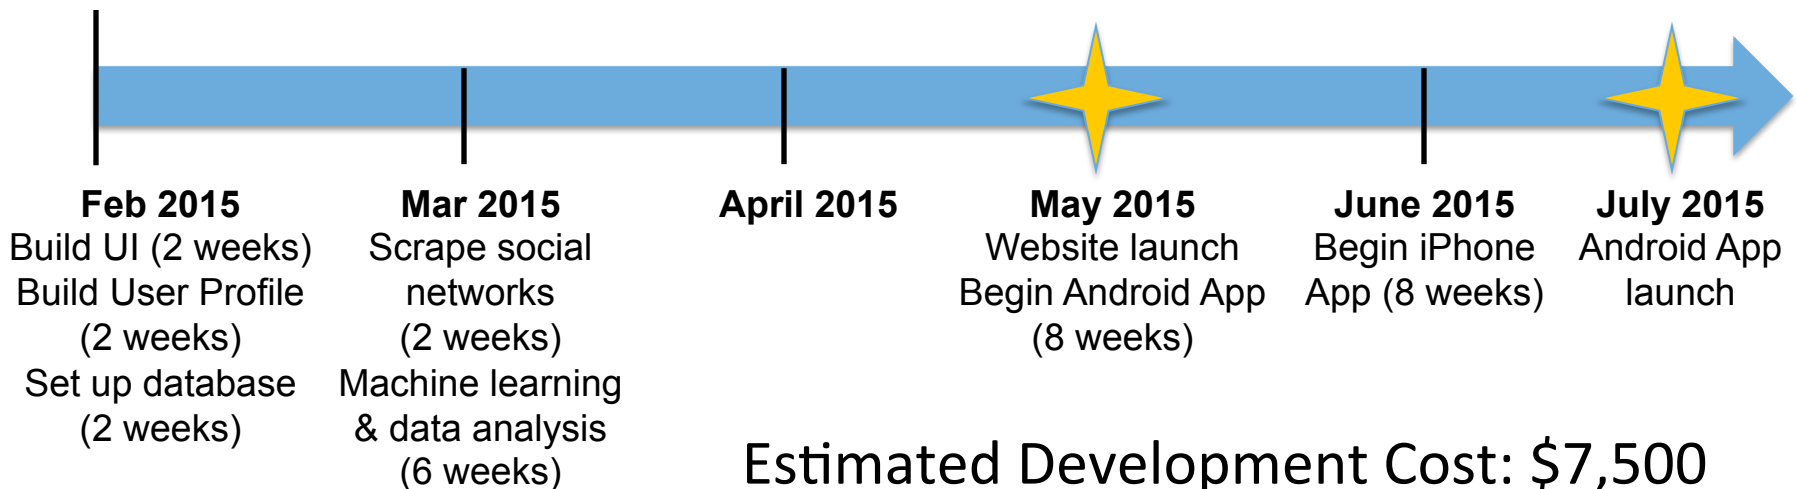 Feb 2015
Build UI (2 weeks)
Build User Profile
(2 weeks)
Set up database
(2 weeks)
Mar 2015
Scrape social
networks
(2 weeks)
Machine learning
& data analysis
(6 weeks)
April 2015
May 2015
Website launch
Begin Android App
(8 weeks)
June 2015
Begin iPhone
App (8 weeks)
July 2015
Android App
launch
Estimated Development Cost: $7,500